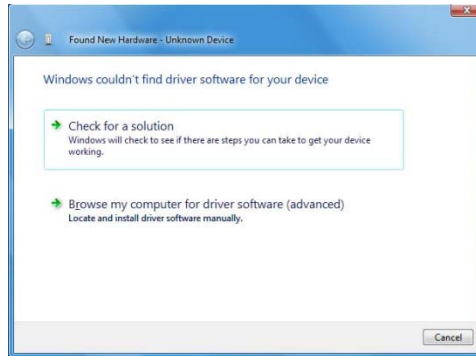 Found New Hardware - Unknown Device
Windows couldn't find driver software for your device
Check for a solution
Windows will check to see if there are steps you can take to get your device
working.
Browse my computer for driver software (advanced)
Locate and install driver software manually.
Cancel